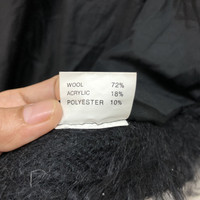 WOOL 72%
ACRYLIC 18%
POLYESTER 10%